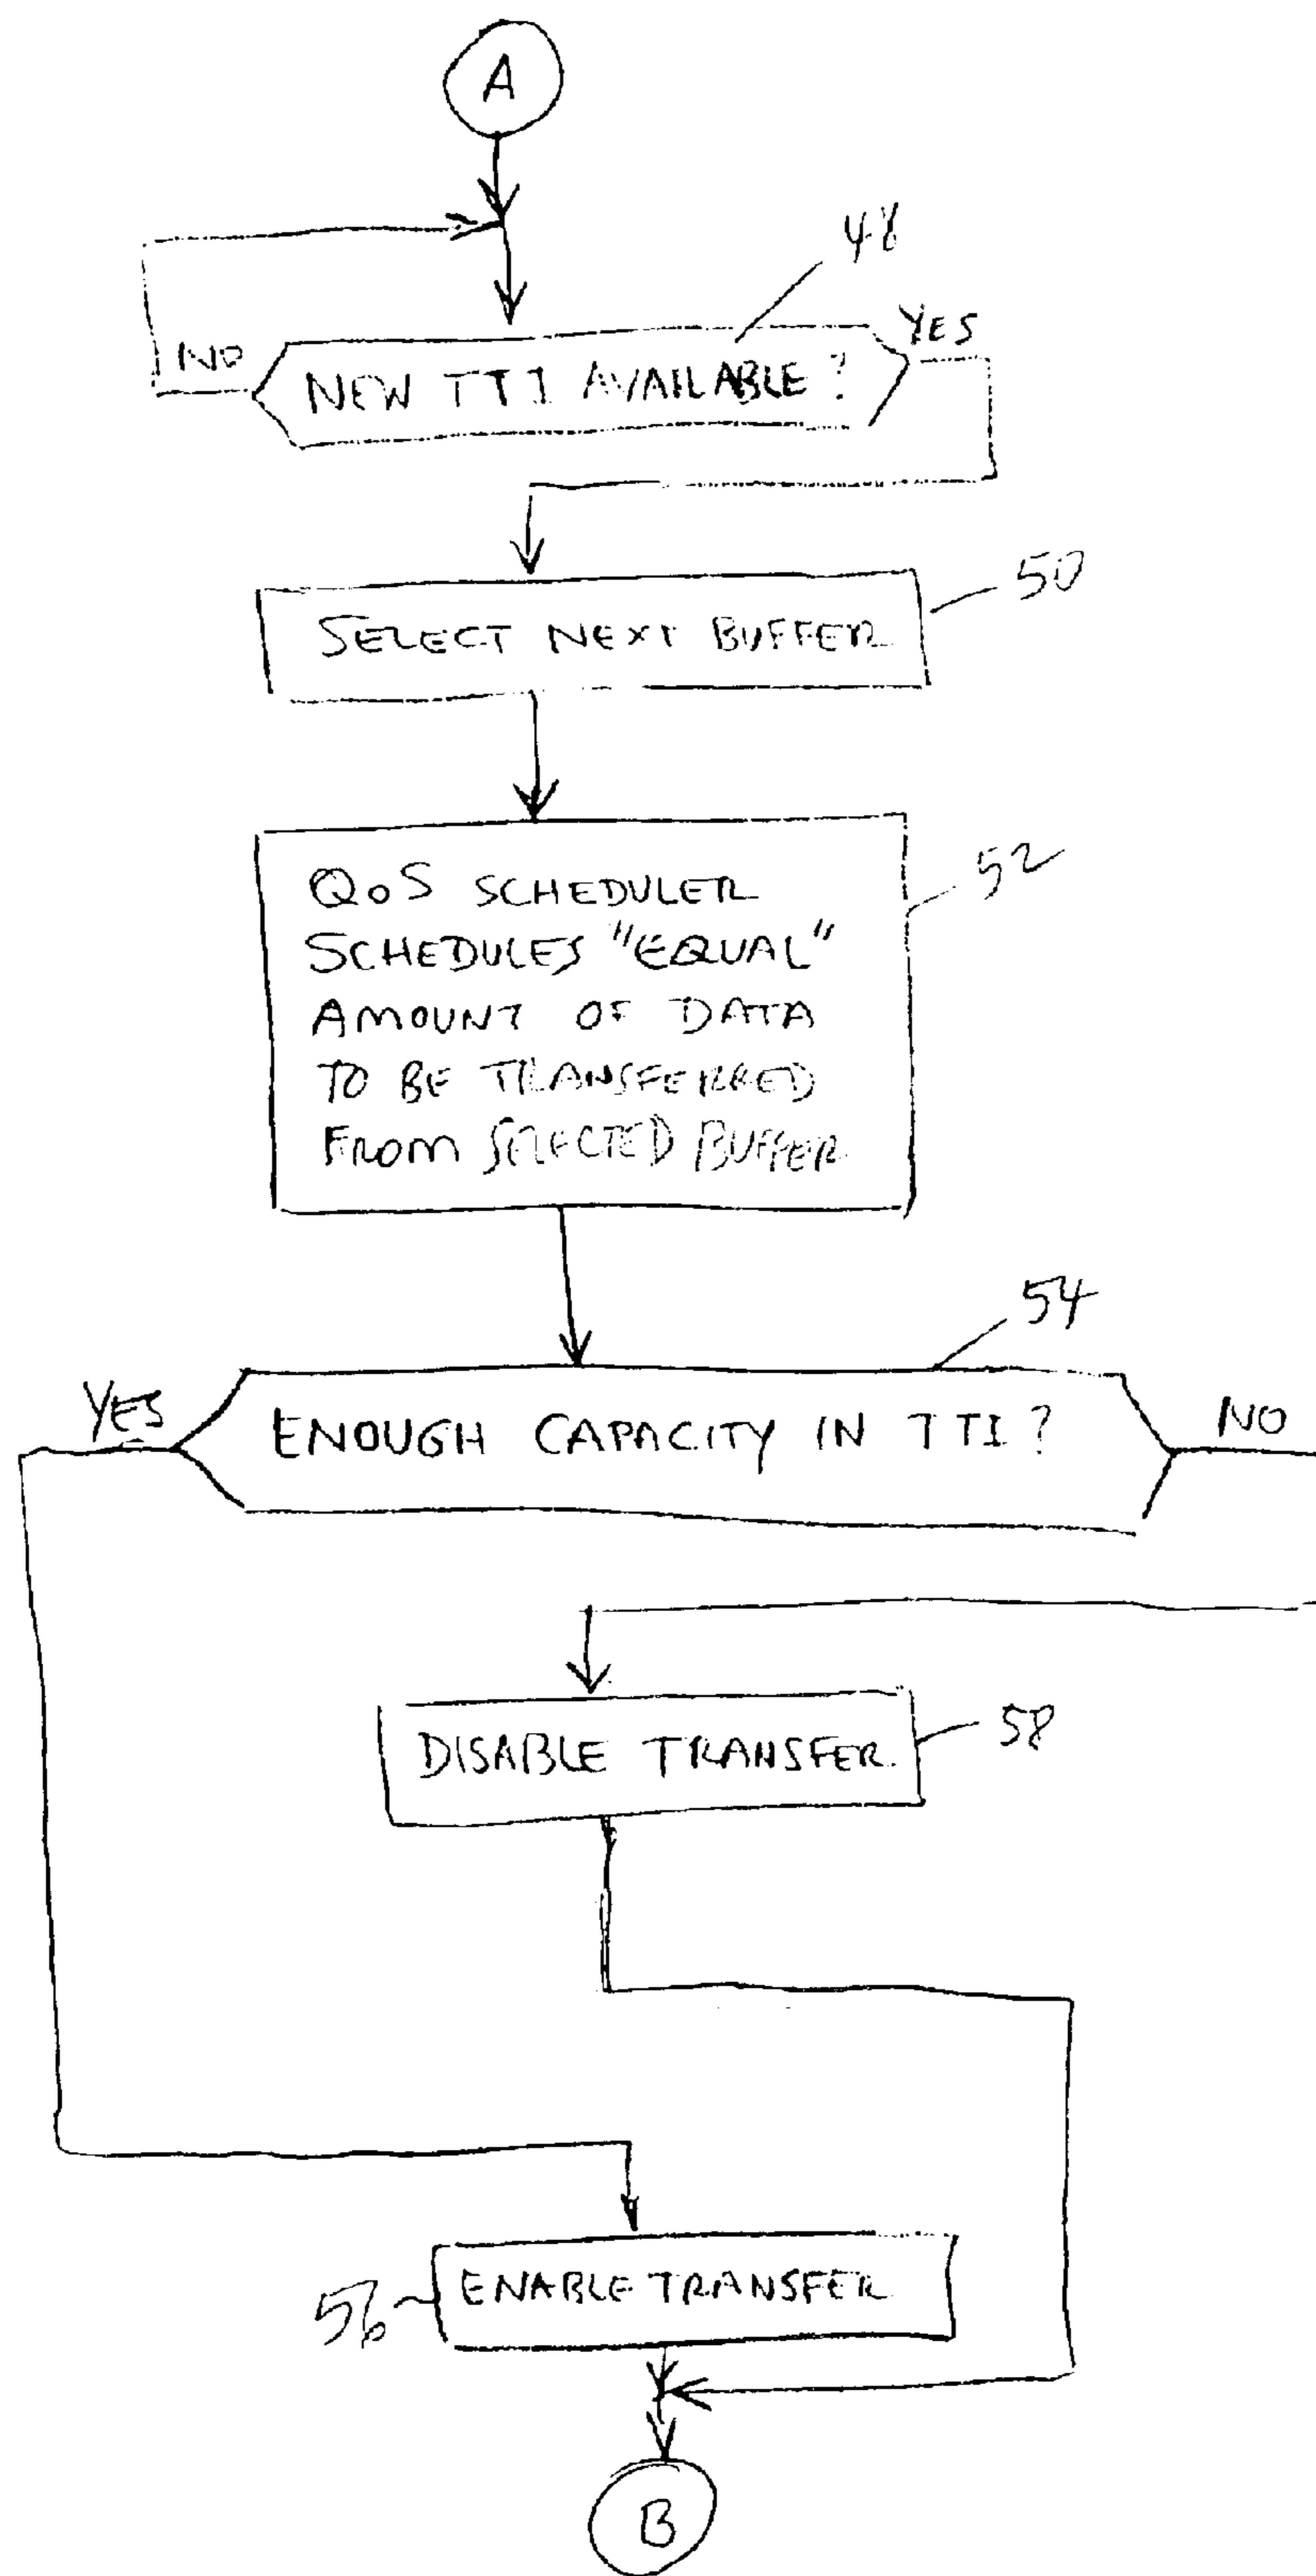 A
48
NO
YES
NEW TTI AVAILABLE?
50
SELECT NEXT BUFFER
52
QoS SCHEDULER
SCHEDULES "EQUAL"
AMOUNT OF DATA
TO BE TRANSFERRED
FROM SELECTED BUFFER
54
YES
NO
ENOUGH CAPACITY IN TTI?
DISABLE TRANSFER
58
ENABLE TRANSFER
56
B